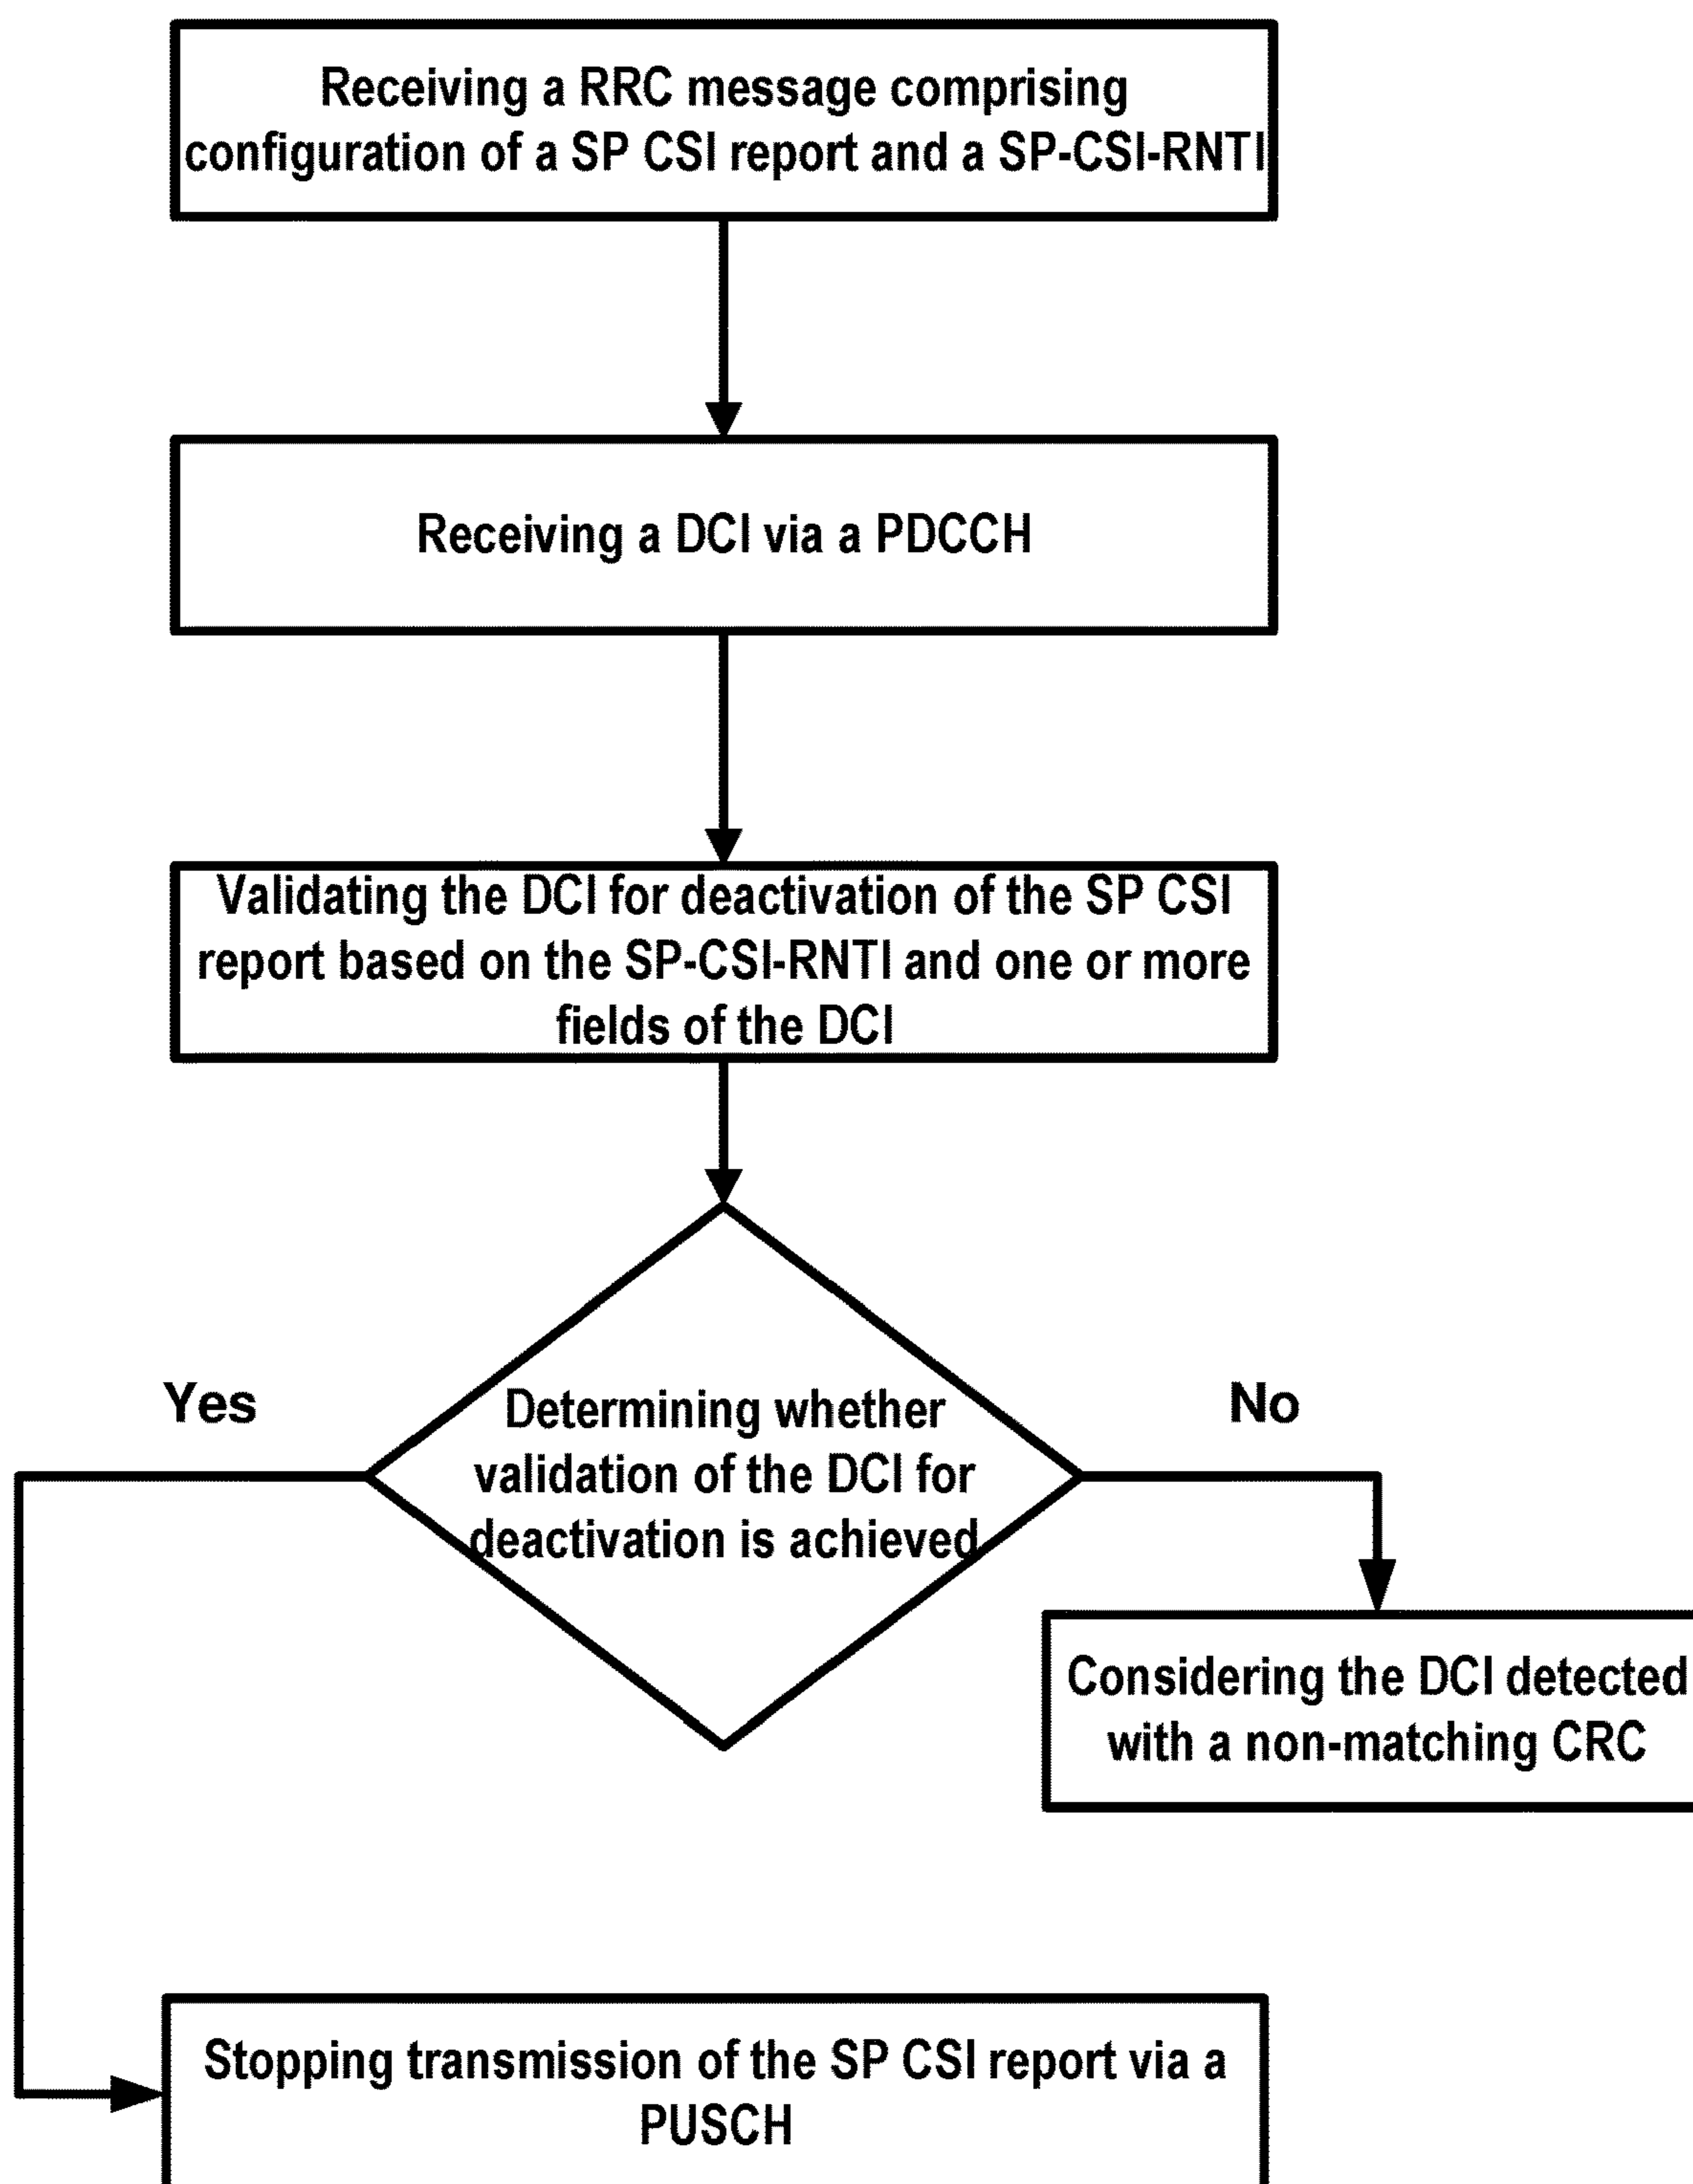 Receiving a RRC message comprising
configuration of a SP CSI report and a SP-CSI-RNTI
Receiving a DCI via a PDCCH
Validating the DCI for deactivation of the SP CSI
report based on the SP-CSI-RNTI and one or more
fields of the DCI
Determining whether
validation of the DCI for
deactivation is achieved
Yes
No
Considering the DCI detected
with a non-matching CRC
Stopping transmission of the SP CSI report via a
PUSCH